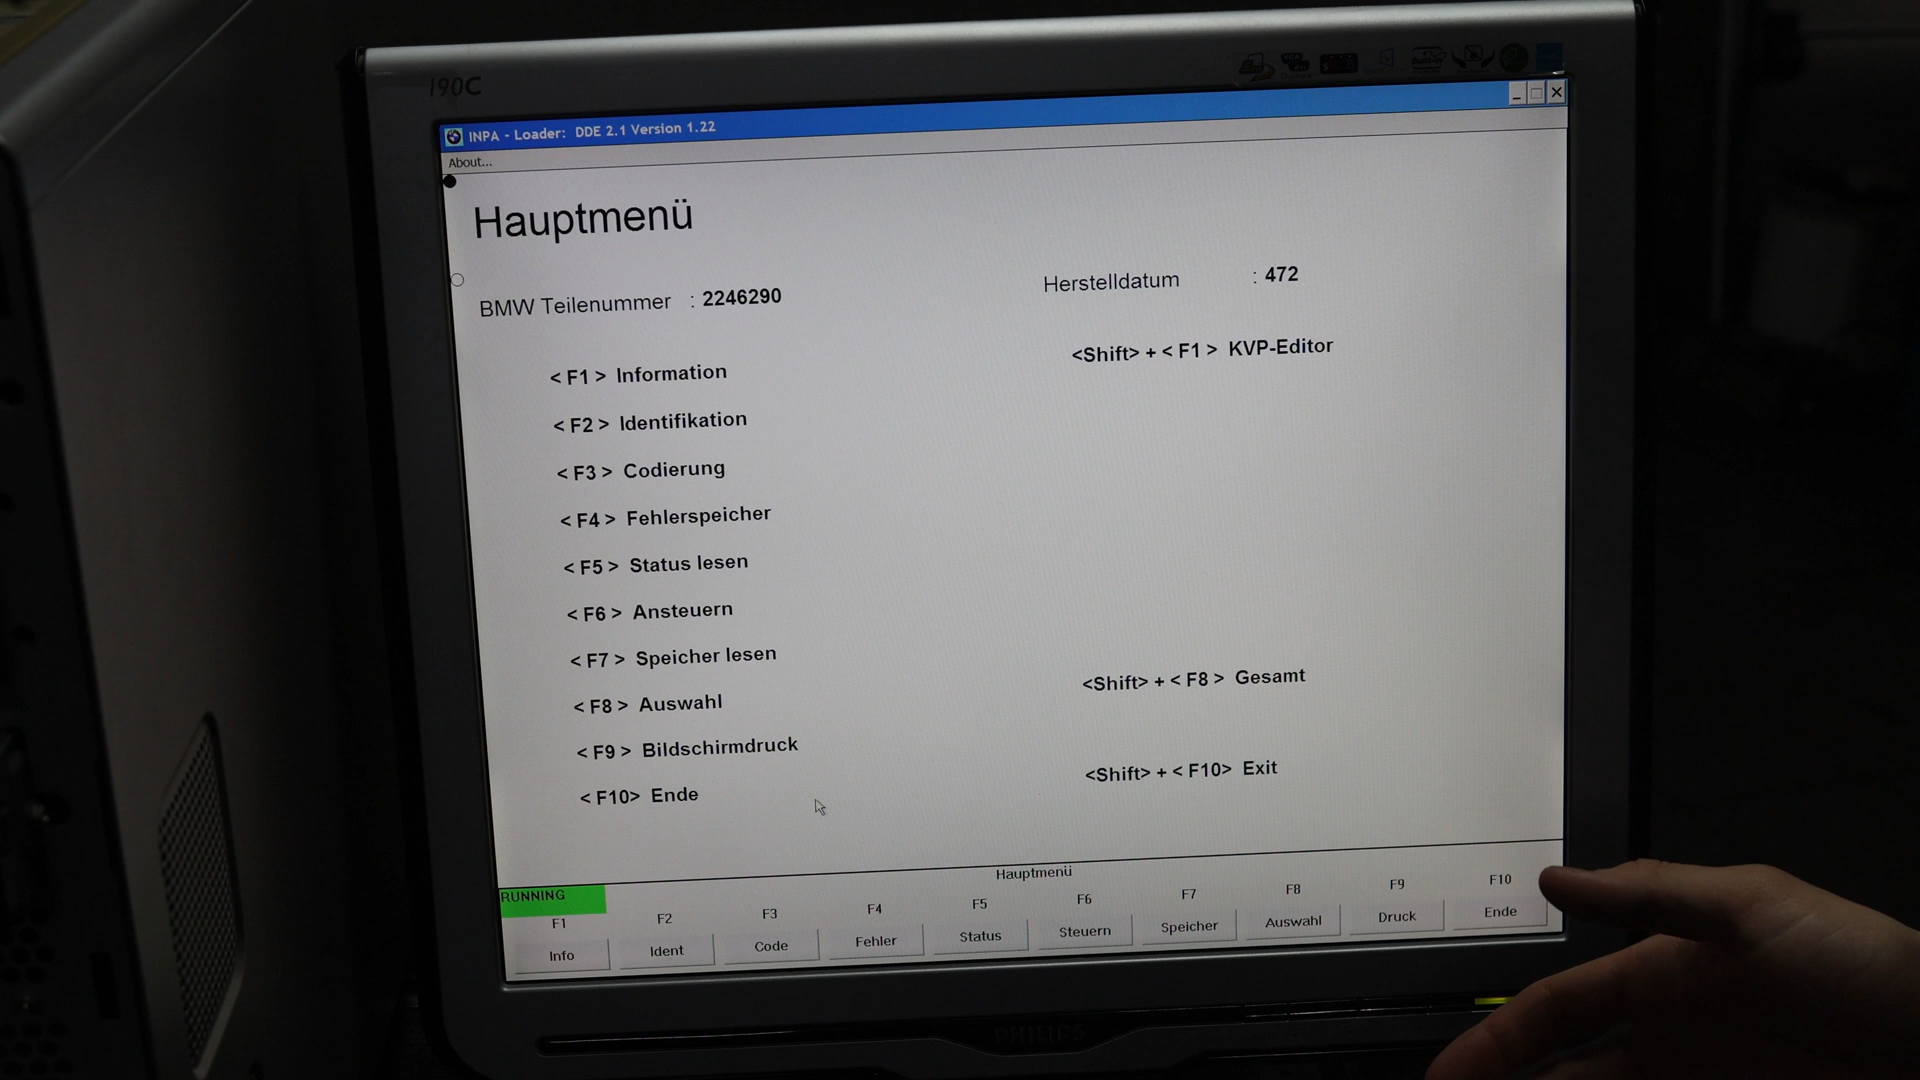 190C
INPA - Loader: DDE 2.1 Version 1.22
About...
Hauptmenü
BMW Teilenummer : 2246290
Herstelldatum : 472
<Shift> + < F1 > KVP-Editor
< F1 > Information
< F2 > Identifikation
< F3 > Codierung
< F4 > Fehlerspeicher
< F5 > Status lesen
< F6 > Ansteuern
< F7 > Speicher lesen
< F8 > Auswahl
<Shift> + < F8 > Gesamt
< F9 > Bildschirmdruck
< F10> Ende
<Shift> + < F10> Exit
Hauptmenü
RUNNING
F1 F2 F3 F4 F5 F6 F7 F8 F9 F10
Info Ident Code Fehler Status Steuern Speicher Auswahl Druck Ende
PHILIPS